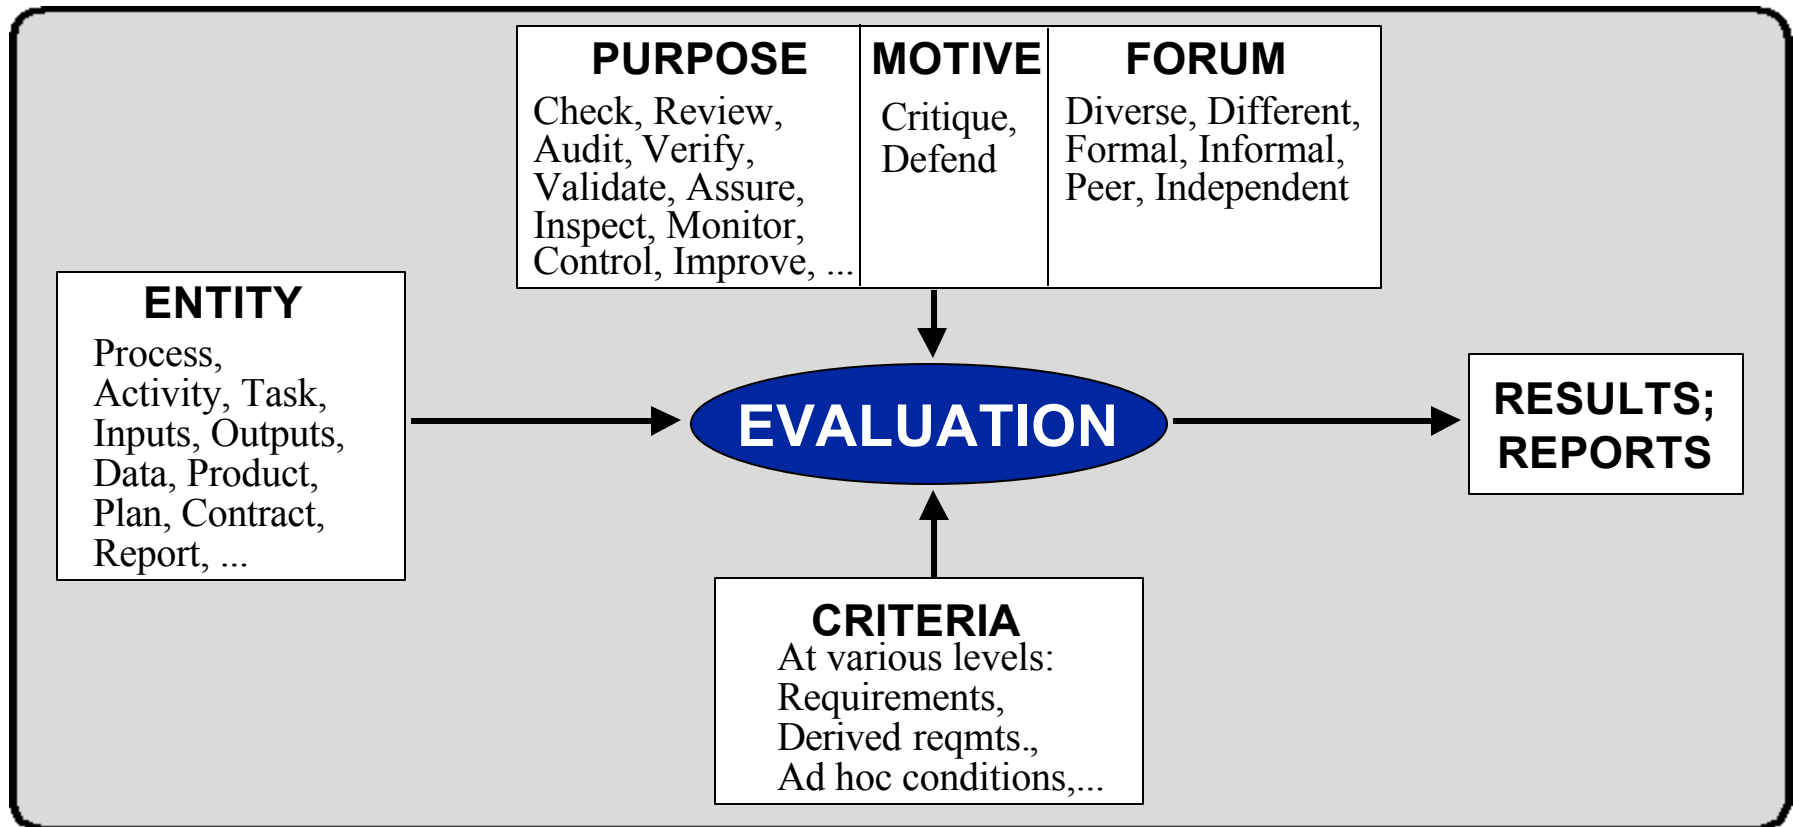 PURPOSE
Check, Review,
Audit, Verify,
Validate, Assure,
Inspect, Monitor,
Control, Improve, ...
MOTIVE
Critique,
Defend
FORUM
Diverse, Different,
Formal, Informal,
Peer, Independent
ENTITY
Process,
Activity, Task,
Inputs, Outputs,
Data, Product,
Plan, Contract,
Report, ...
EVALUATION
RESULTS;
REPORTS
CRITERIA
At various levels:
Requirements,
Derived reqmts.,
Ad hoc conditions,...